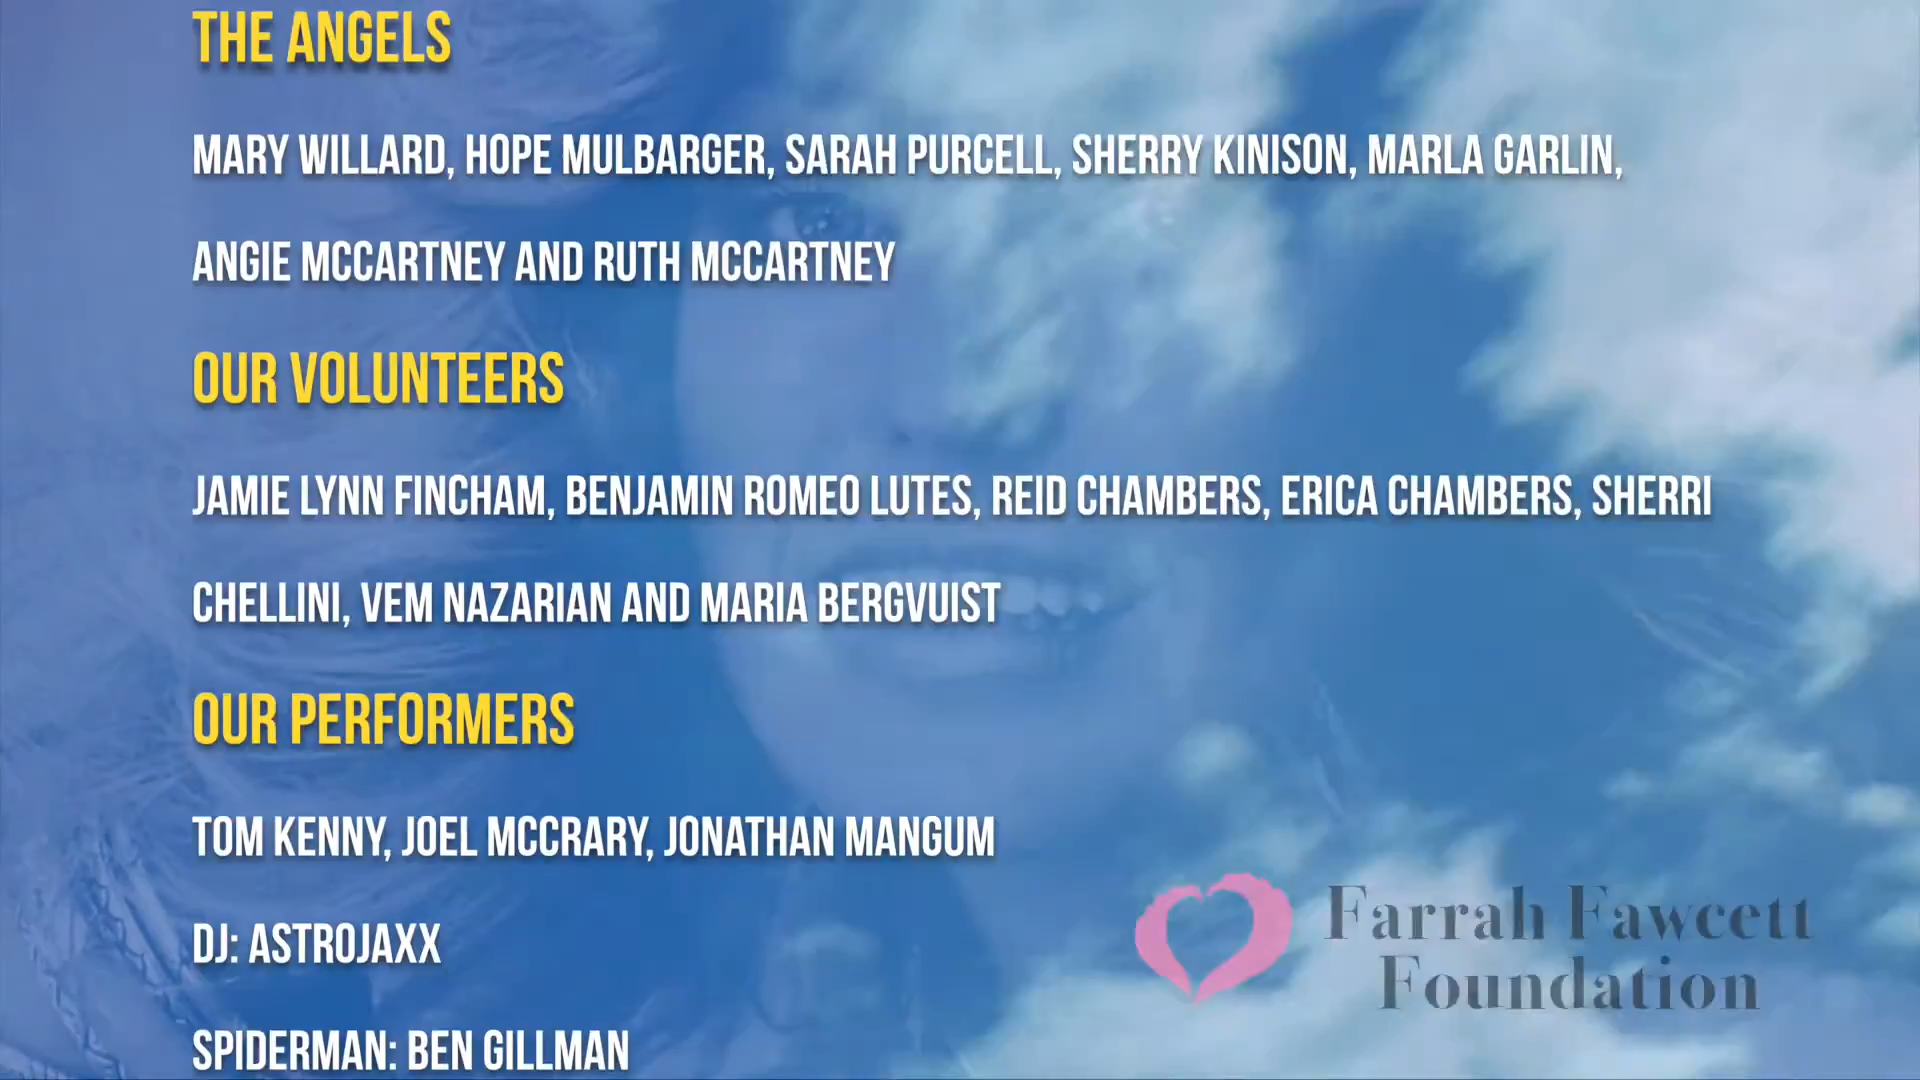 THE ANGELS
MARY WILLARD, HOPE MULBARGER, SARAH PURCELL, SHERRY KINISON, MARLA GARLIN,
ANGIE MCCARTNEY AND RUTH MCCARTNEY
OUR VOLUNTEERS
JAMIE LYNN FINCHAM, BENJAMIN ROMEO LUTES, REID CHAMBERS, ERICA CHAMBERS, SHERRI
CHELLINI, VEM NAZARIAN AND MARIA BERGVUIST
OUR PERFORMERS
TOM KENNY, JOEL MCCRARY, JONATHAN MANGUM
DJ: ASTROJAXX
SPIDERMAN: BEN GILLMAN
Farrah Fawcett
Foundation